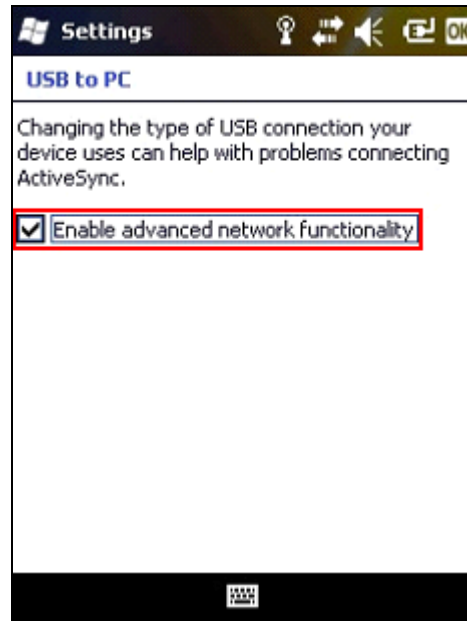 Settings
OK
USB to PC
Changing the type of USB connection your
device uses can help with problems connecting
ActiveSync.
Enable advanced network functionality